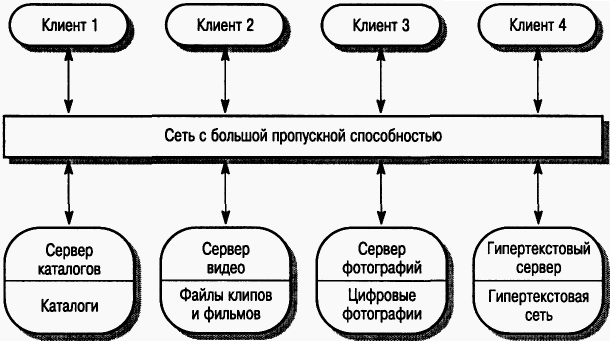 Клиент 1
Клиент 2
Клиент 3
Клиент 4
Сеть с большой пропускной способностью
Сервер
каталогов
Каталоги
Сервер
видео
Файлы клипов
и фильмов
Сервер
фотографий
Цифровые
фотографии
Гипертекстовый
сервер
Гипертекстовая
сеть